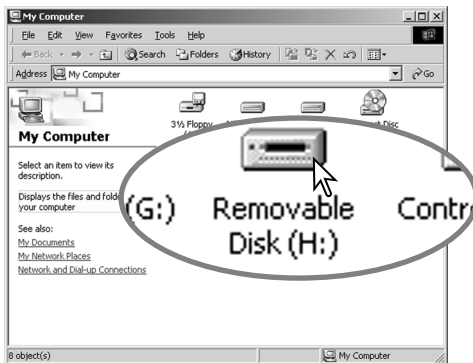 My Computer
File Edit View Favorites Tools Help
Back Search Folders History
Address My Computer Go
3½ Floppy
My Computer
Select an item to view its
description.
Displays the files and
your computer
See also:
My Documents
My Network Places
Network and Dial-up Connections
(G:) Removable
Disk (H:)
8 object(s) My Computer